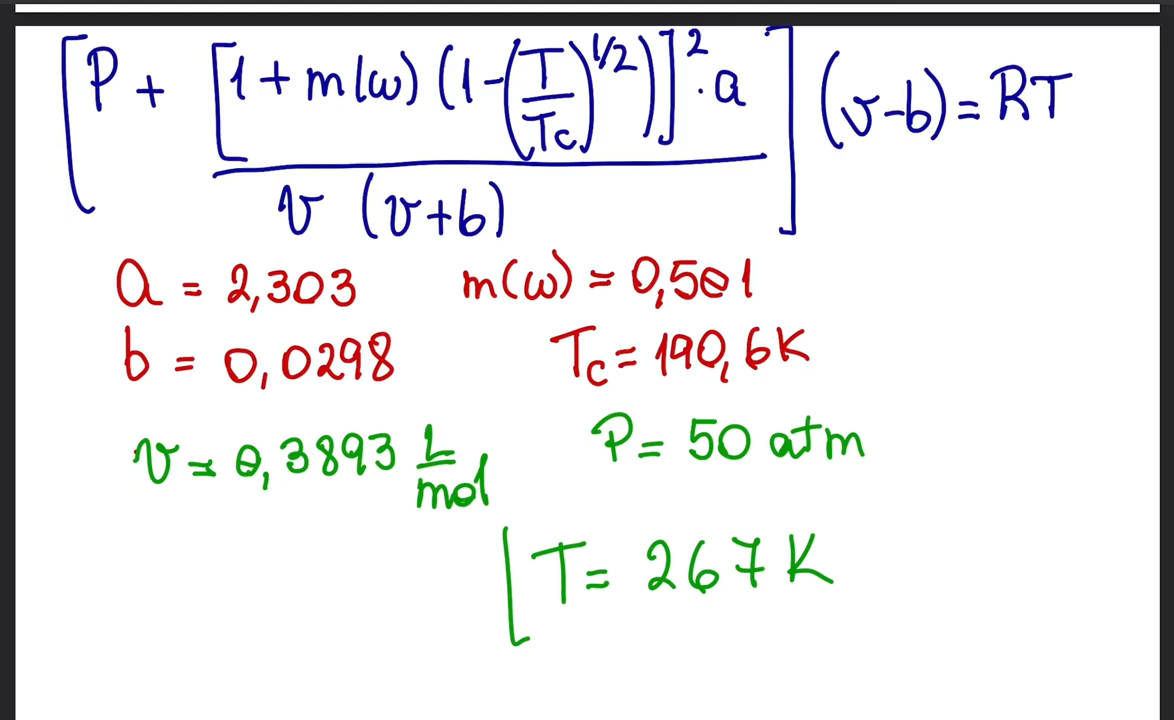 [P + [1 + m(ω) (1 - (T/Tc)^1/2)]² · a / v (v+b)] (v-b) = RT
a = 2,303 m(ω) = 0,501
b = 0,0298 Tc = 190,6K
v = 0,3893 L/mol P = 50 atm
[T = 267 K